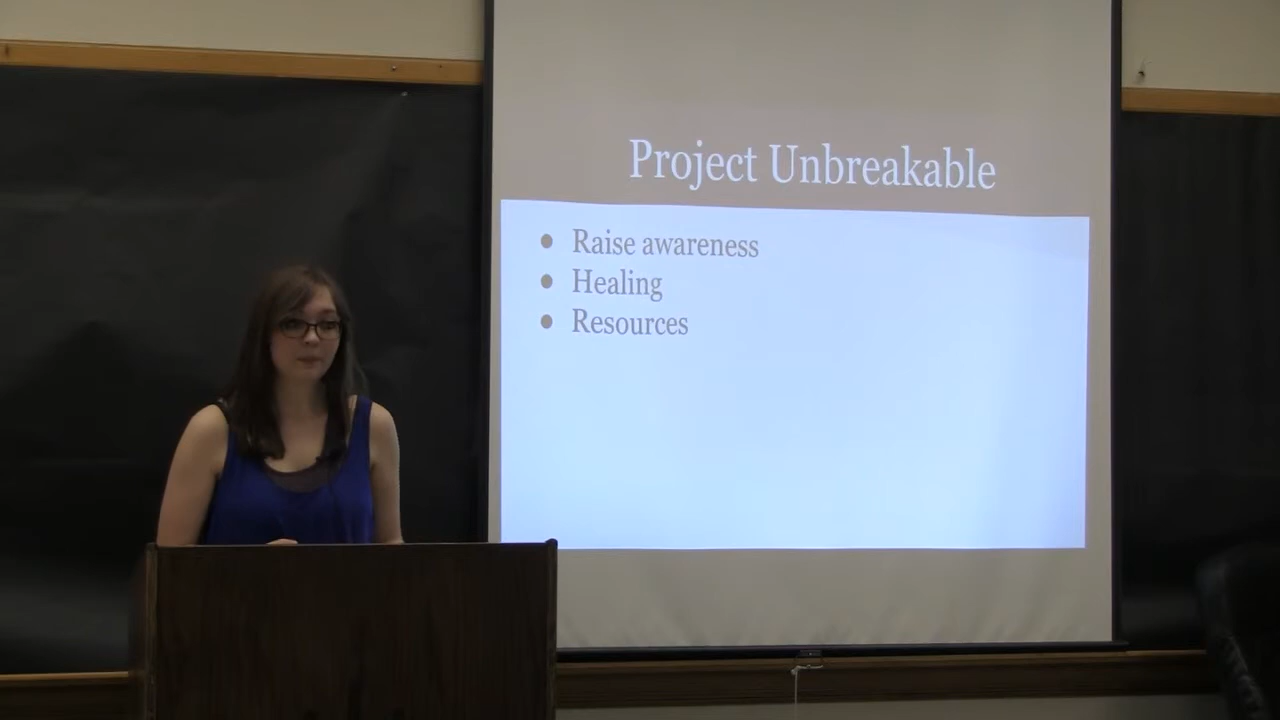 Project Unbreakable
● Raise awareness
● Healing
● Resources